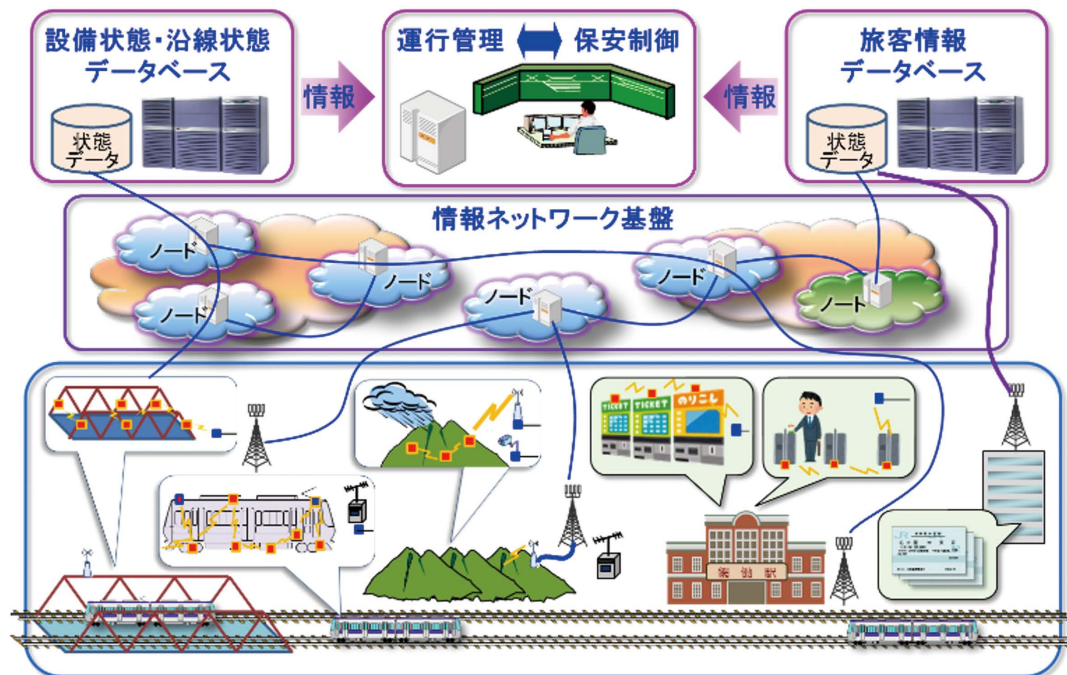 設備状態・沿線状態
データベース
状態
データ
情報
運行管理
保安制御
情報
旅客情報
データベース
状態
データ
情報ネットワーク基盤
ノード
ノード
ノード
ノード
ノード
ノード
TICKET
TICKET
のりこし
JR